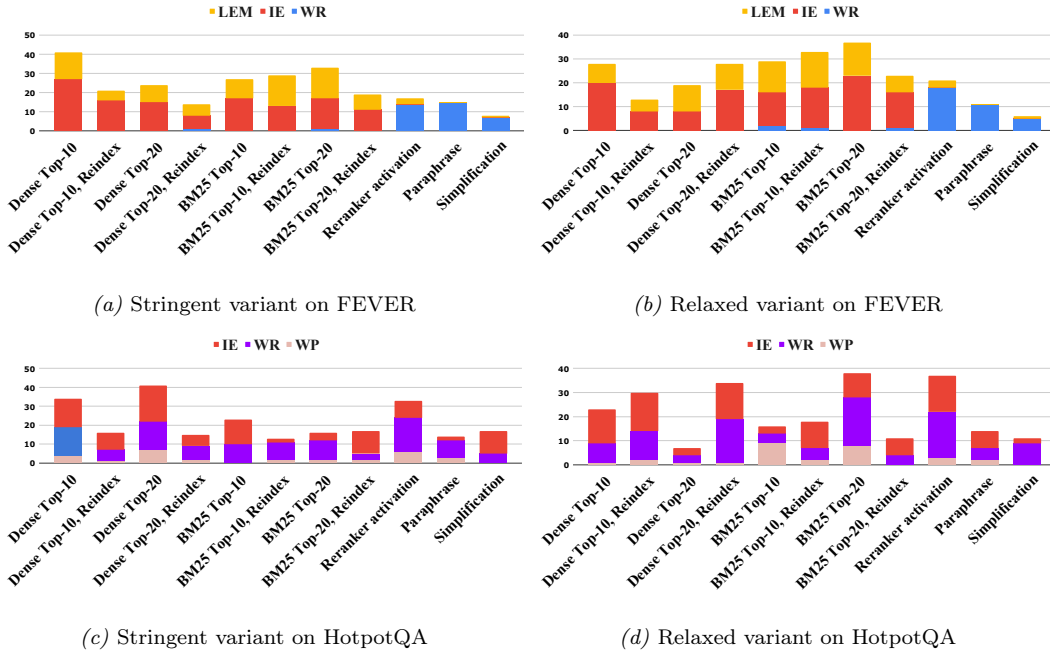 LEM IE WR
50
40
30
20
10
0
Dense Top-10
Dense Top-10, Reindex
Dense Top-20
Dense Top-20, Reindex
BM25 Top-10
BM25 Top-10, Reindex
BM25 Top-20
BM25 Top-20, Reindex
Reranker activation
Paraphrase
Simplification
(a) Stringent variant on FEVER
LEM IE WR
40
30
20
10
0
Dense Top-10
Dense Top-10, Reindex
Dense Top-20
Dense Top-20, Reindex
BM25 Top-10
BM25 Top-10, Reindex
BM25 Top-20
BM25 Top-20, Reindex
Reranker activation
Paraphrase
Simplification
(b) Relaxed variant on FEVER
IE WR WP
50
40
30
20
10
0
Dense Top-10
Dense Top-10, Reindex
Dense Top-20
Dense Top-20, Reindex
BM25 Top-10
BM25 Top-10, Reindex
BM25 Top-20
BM25 Top-20, Reindex
Reranker activation
Paraphrase
Simplification
(c) Stringent variant on HotpotQA
IE WR WP
40
30
20
10
0
Dense Top-10
Dense Top-10, Reindex
Dense Top-20
Dense Top-20, Reindex
BM25 Top-10
BM25 Top-10, Reindex
BM25 Top-20
BM25 Top-20, Reindex
Reranker activation
Paraphrase
Simplification
(d) Relaxed variant on HotpotQA